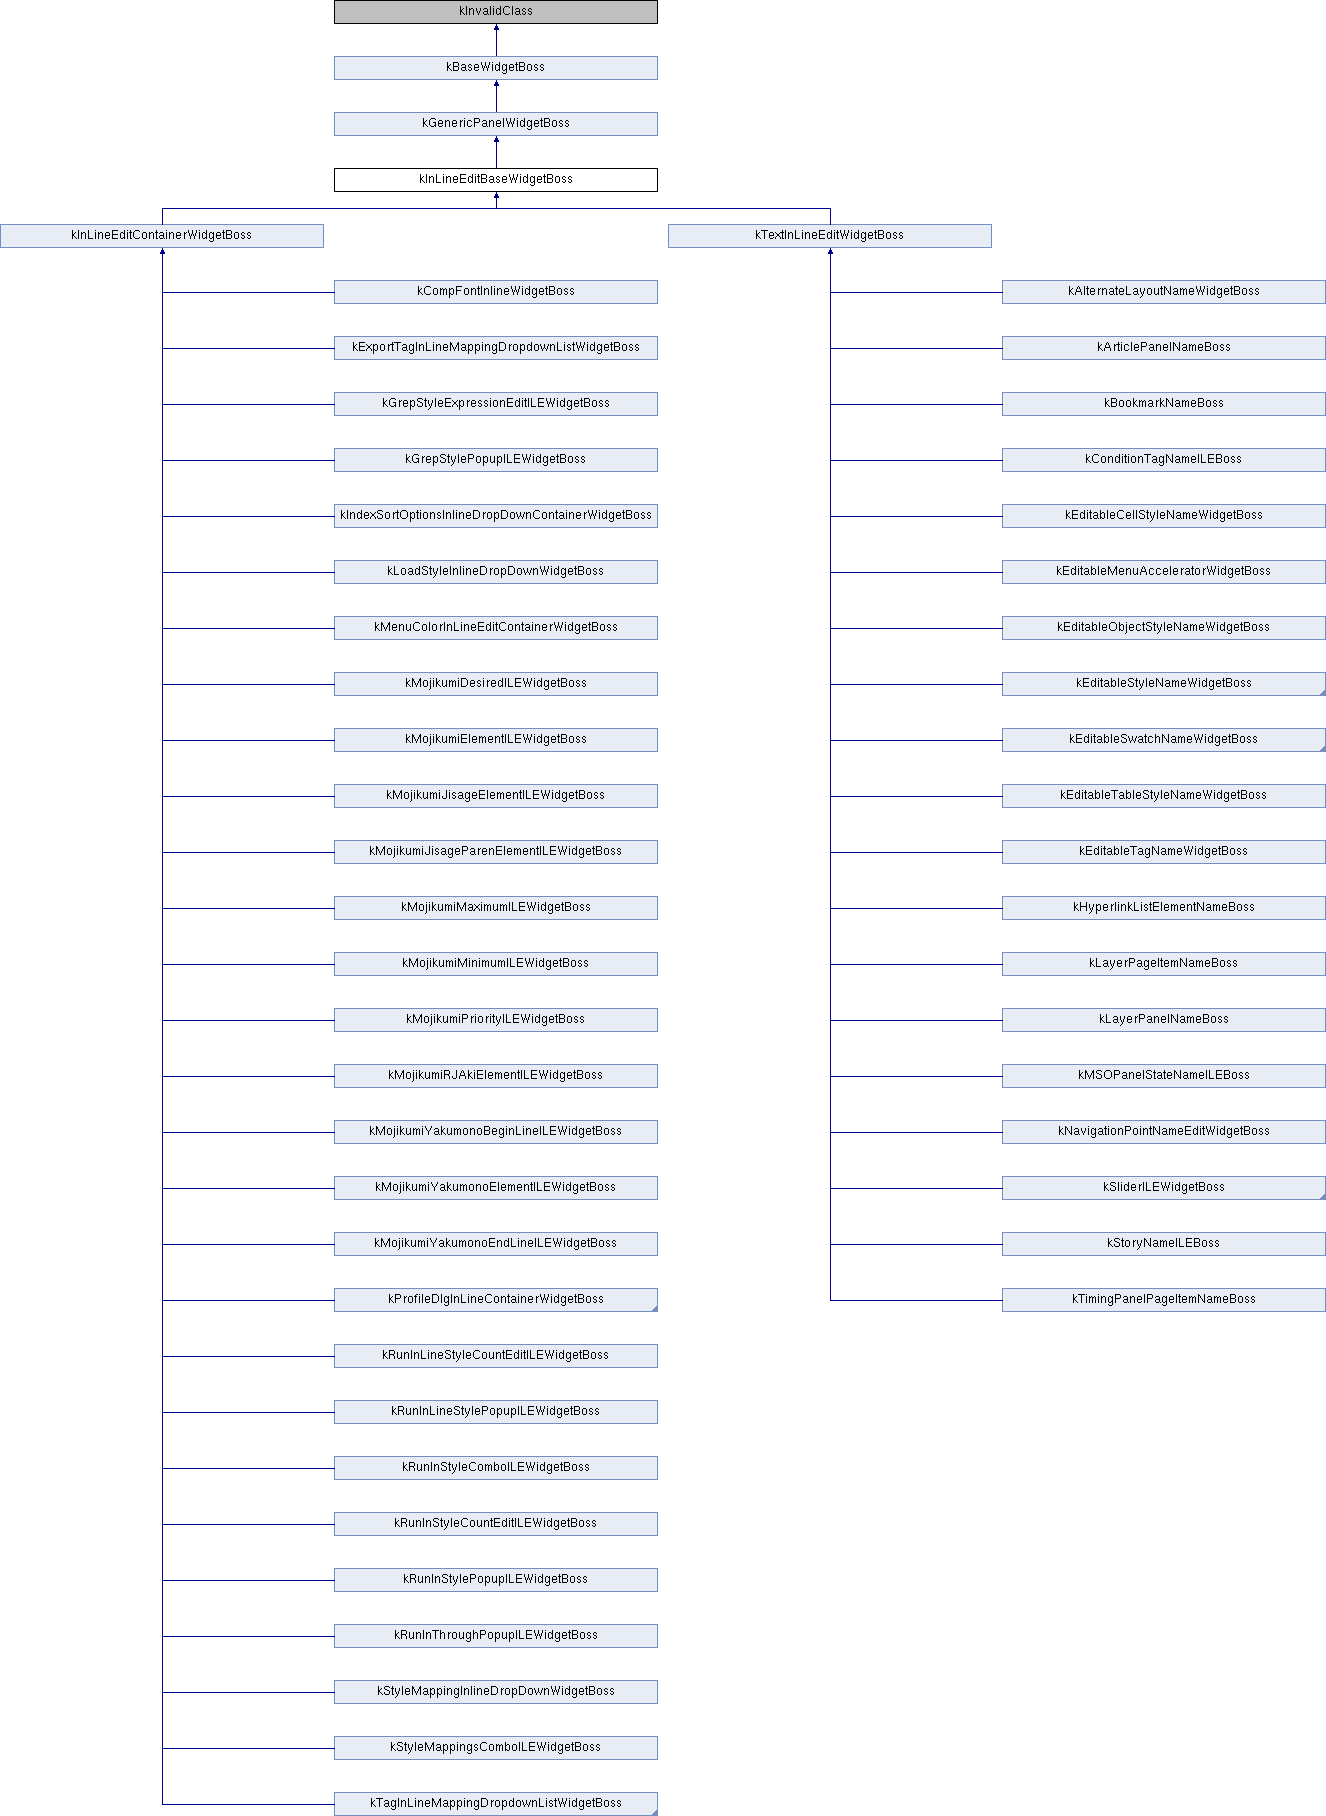 kInvalidClass
kBaseWidgetBoss
kGenericPanelWidgetBoss
kInLineEditBaseWidgetBoss
kInLineEditContainerWidgetBoss
kTextInLineEditWidgetBoss
kCompFontInlineWidgetBoss
kAlternateLayoutNameWidgetBoss
kExportTagInLineMappingDropdownListWidgetBoss
kArticlePanelNameBoss
kGrepStyleExpressionEditILEWidgetBoss
kBookmarkNameBoss
kGrepStylePopupILEWidgetBoss
kConditionTagNameILEBoss
kIndexSortOptionsInlineDropDownContainerWidgetBoss
kEditableCellStyleNameWidgetBoss
kLoadStyleInlineDropDownWidgetBoss
kEditableMenuAcceleratorWidgetBoss
kMenuColorInLineEditContainerWidgetBoss
kEditableObjectStyleNameWidgetBoss
kMojikumiDesiredILEWidgetBoss
kEditableStyleNameWidgetBoss
kMojikumiElementILEWidgetBoss
kEditableSwatchNameWidgetBoss
kMojikumiJisageElementILEWidgetBoss
kEditableTableStyleNameWidgetBoss
kMojikumiJisageParenElementILEWidgetBoss
kEditableTagNameWidgetBoss
kMojikumiMaximumILEWidgetBoss
kHyperlinkListElementNameBoss
kMojikumiMinimumILEWidgetBoss
kLayerPageItemNameBoss
kMojikumiPriorityILEWidgetBoss
kLayerPanelNameBoss
kMojikumiRJAkiElementILEWidgetBoss
kMSOPanelStateNameILEBoss
kMojikumiYakumonoBeginLineILEWidgetBoss
kNavigationPointNameEditWidgetBoss
kMojikumiYakumonoElementILEWidgetBoss
kSliderILEWidgetBoss
kMojikumiYakumonoEndLineILEWidgetBoss
kStoryNameILEBoss
kProfileDlgInLineContainerWidgetBoss
kTimingPanelPageItemNameBoss
kRunInLineStyleCountEditILEWidgetBoss
kRunInLineStylePopupILEWidgetBoss
kRunInStyleComboILEWidgetBoss
kRunInStyleCountEditILEWidgetBoss
kRunInStylePopupILEWidgetBoss
kRunInThroughPopupILEWidgetBoss
kStyleMappingInlineDropDownWidgetBoss
kStyleMappingsComboILEWidgetBoss
kTagInLineMappingDropdownListWidgetBoss